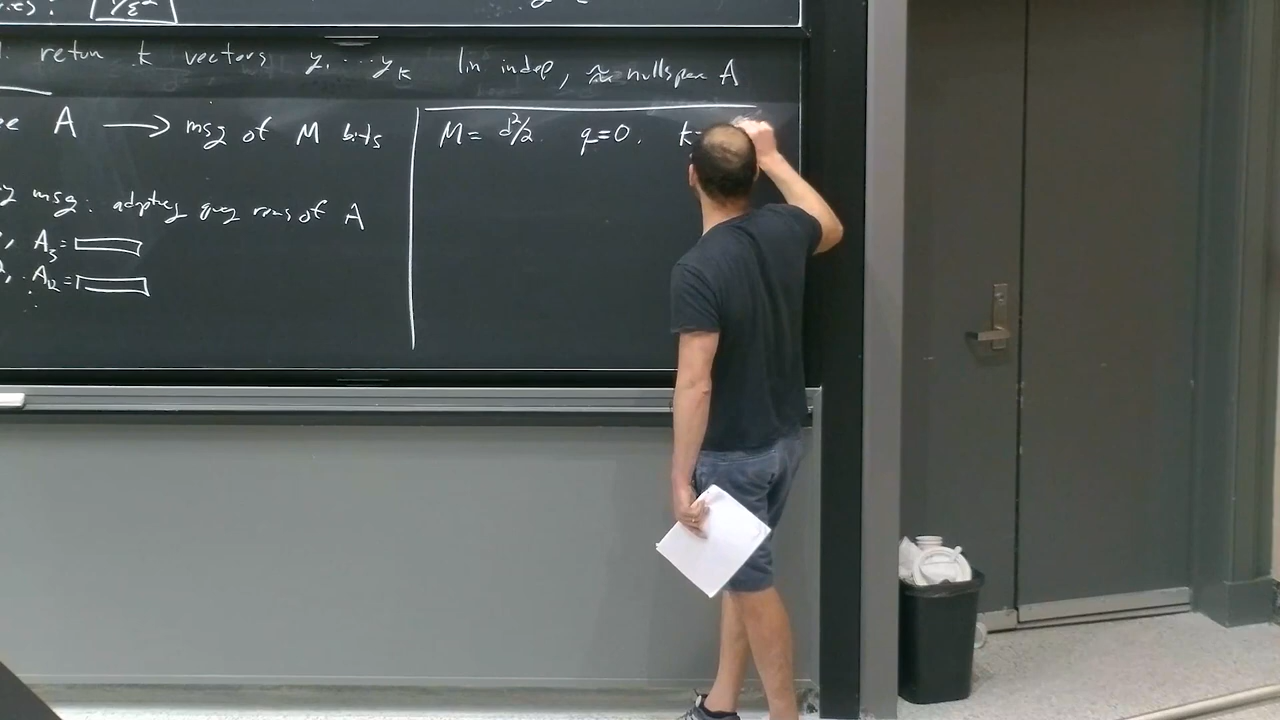 retun k vectors y₁ ... yₖ lin indep, ≈ nullspace A
A → msg of M bits
M = d²/2. q=0. k=
msg. adaptively query rows of A
A₅ =
A₁₂ =